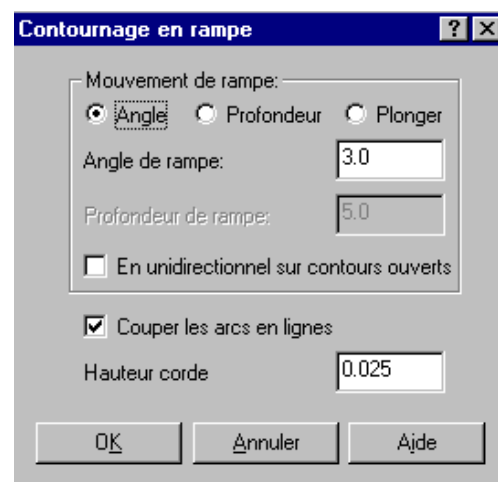 Contournage en rampe
Mouvement de rampe:
Angle Profondeur Plonger
Angle de rampe: 3.0
Profondeur de rampe: 5.0
En unidirectionnel sur contours ouverts
Couper les arcs en lignes
Hauteur corde 0.025
OK Annuler Aide